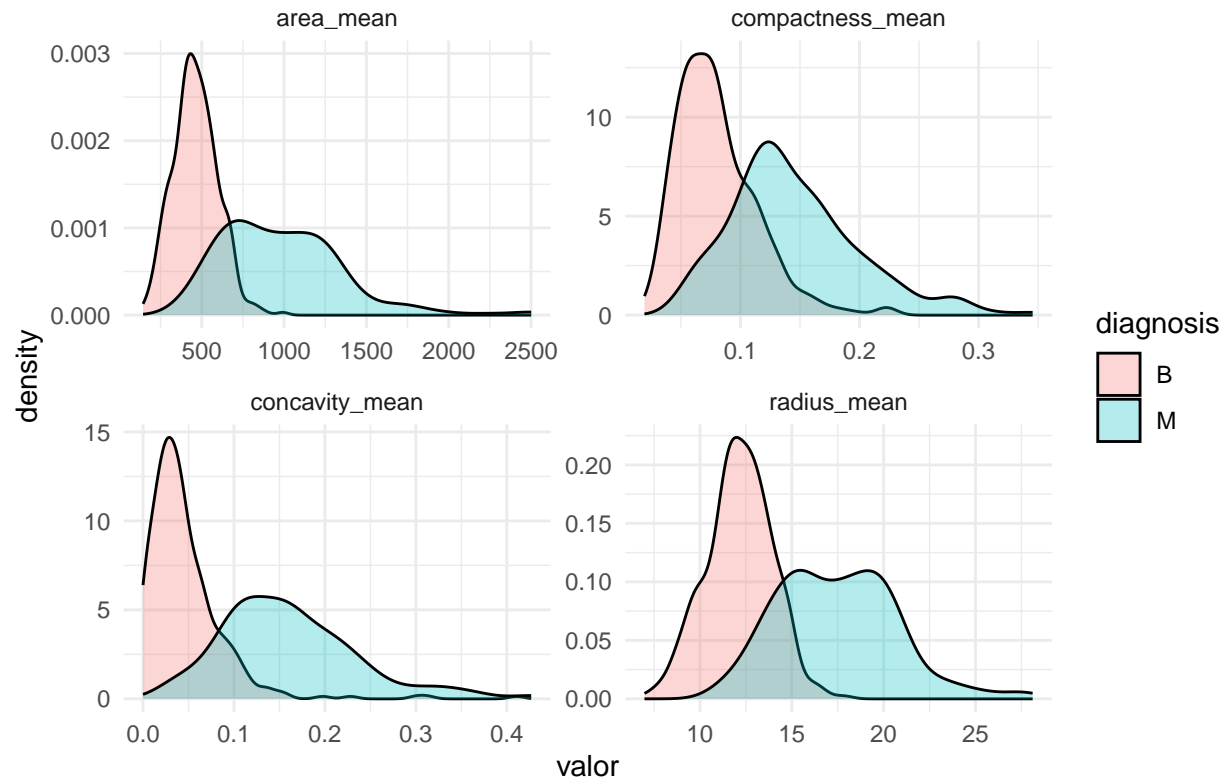 area_mean
compactness_mean
0.003
0.002
0.001
0.000
500 1000 1500 2000 2500
10
5
0
0.1 0.2 0.3
concavity_mean
radius_mean
15
10
5
0
0.0 0.1 0.2 0.3 0.4
0.20
0.15
0.10
0.05
0.00
10 15 20 25
density
valor
diagnosis
B
M